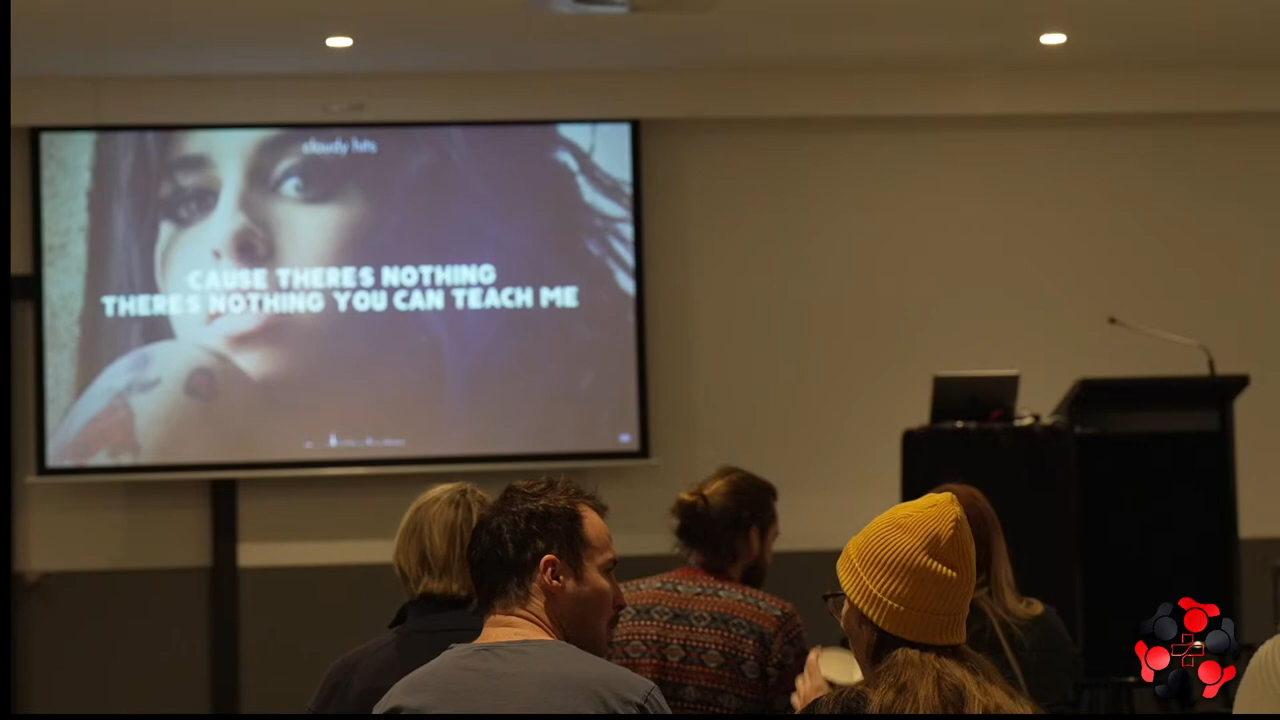 cloudy hits
CAUSE THERES NOTHING
THERES NOTHING YOU CAN TEACH ME